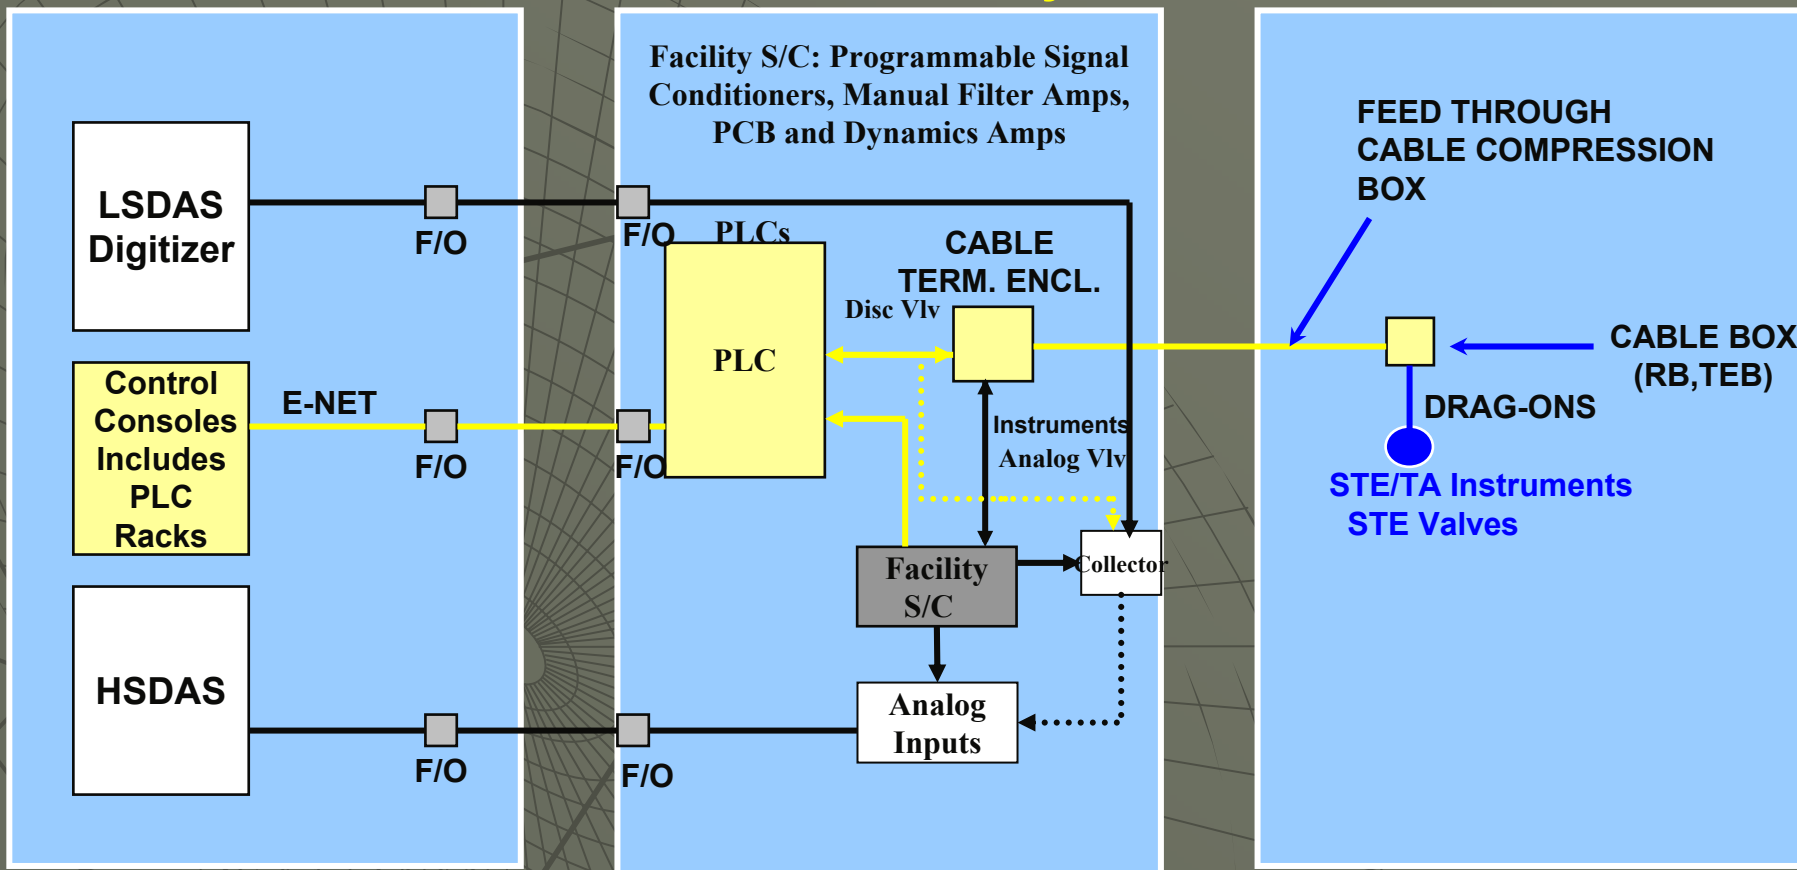 Facility S/C: Programmable Signal
Conditioners, Manual Filter Amps,
PCB and Dynamics Amps
LSDAS
Digitizer
F/O
F/O
PLCs
PLC
Disc Vlv
CABLE
TERM. ENCL.
Control
Consoles
Includes
PLC
Racks
E-NET
F/O
F/O
Instruments
Analog Vlv
Facility
S/C
Collector
HSDAS
F/O
F/O
Analog
Inputs
FEED THROUGH
CABLE COMPRESSION
BOX
CABLE BOX
(RB,TEB)
DRAG-ONS
STE/TA Instruments
STE Valves